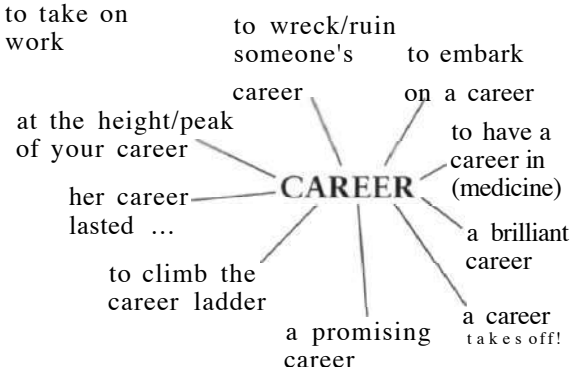 to take on
work
to wreck/ruin
someone's
career
to embark
on a career
at the height/peak
of your career
to have a
career in
(medicine)
her career
lasted ...
CAREER
a brilliant
career
to climb the
career ladder
a promising
career
a career
takes off!